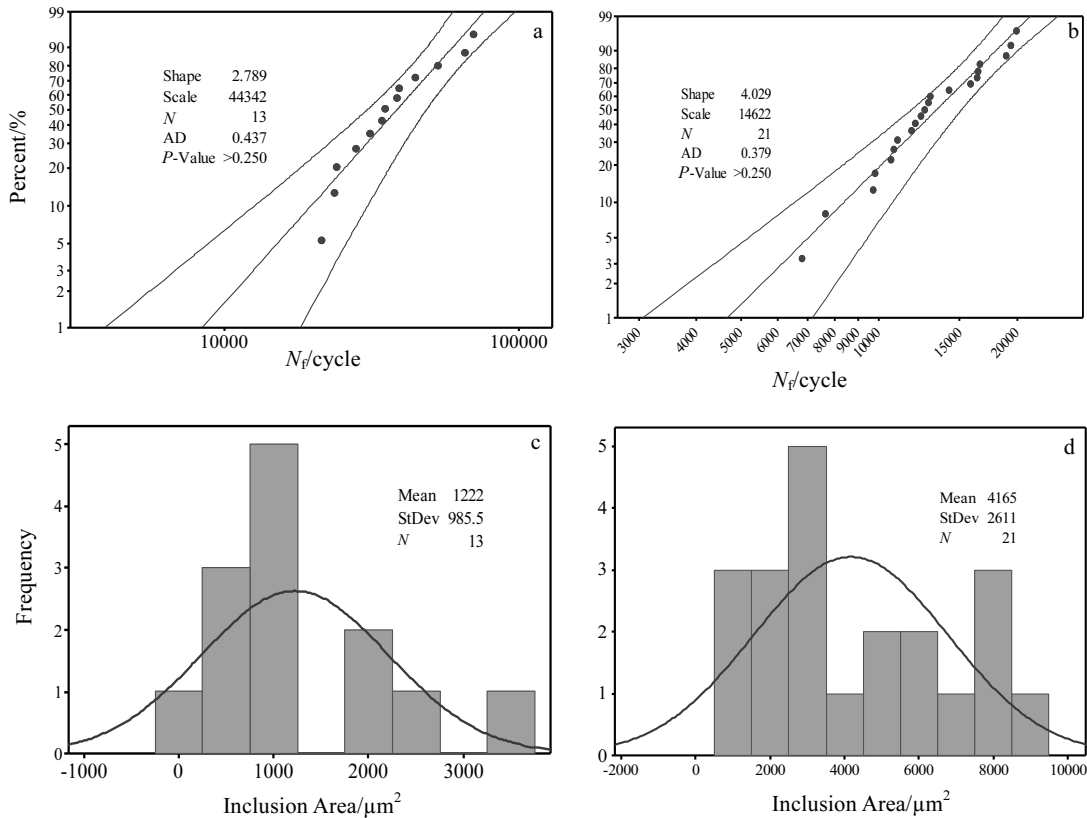 a
99
90
80
70
60
50
40
30
20
10
5
3
2
1
Percent/%
Shape 2.789
Scale 44342
N 13
AD 0.437
P-Value >0.250
10000 100000
Nf/cycle
b
99
90
80
70
60
50
40
30
20
10
5
3
2
1
Shape 4.029
Scale 14622
N 21
AD 0.379
P-Value >0.250
3000 4000 5000 6000 7000 8000 9000 10000 15000 20000
Nf/cycle
c
5
4
3
2
1
0
Frequency
Mean 1222
StDev 985.5
N 13
-1000 0 1000 2000 3000
Inclusion Area/μm²
d
5
4
3
2
1
0
Mean 4165
StDev 2611
N 21
-2000 0 2000 4000 6000 8000 10000
Inclusion Area/μm²